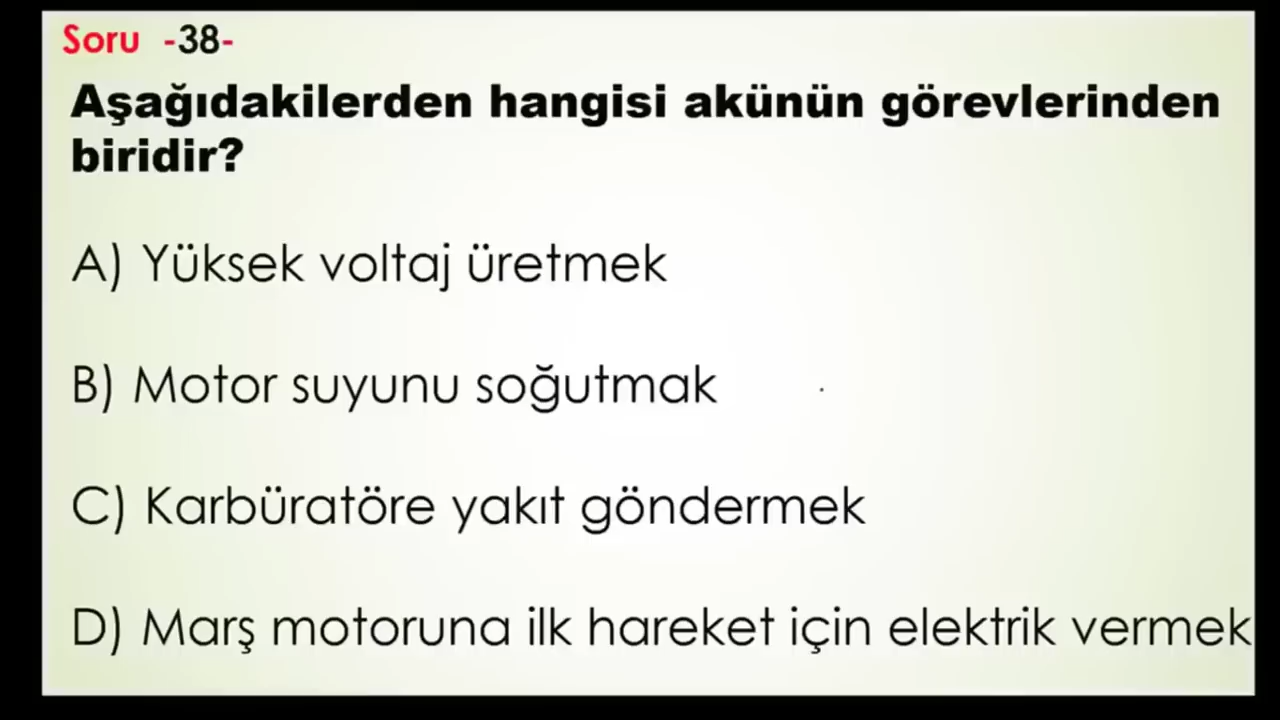 Soru -38-
Aşağıdakilerden hangisi akünün görevlerinden
biridir?
A) Yüksek voltaj üretmek
B) Motor suyunu soğutmak
C) Karbüratöre yakıt göndermek
D) Marş motoruna ilk hareket için elektrik vermek